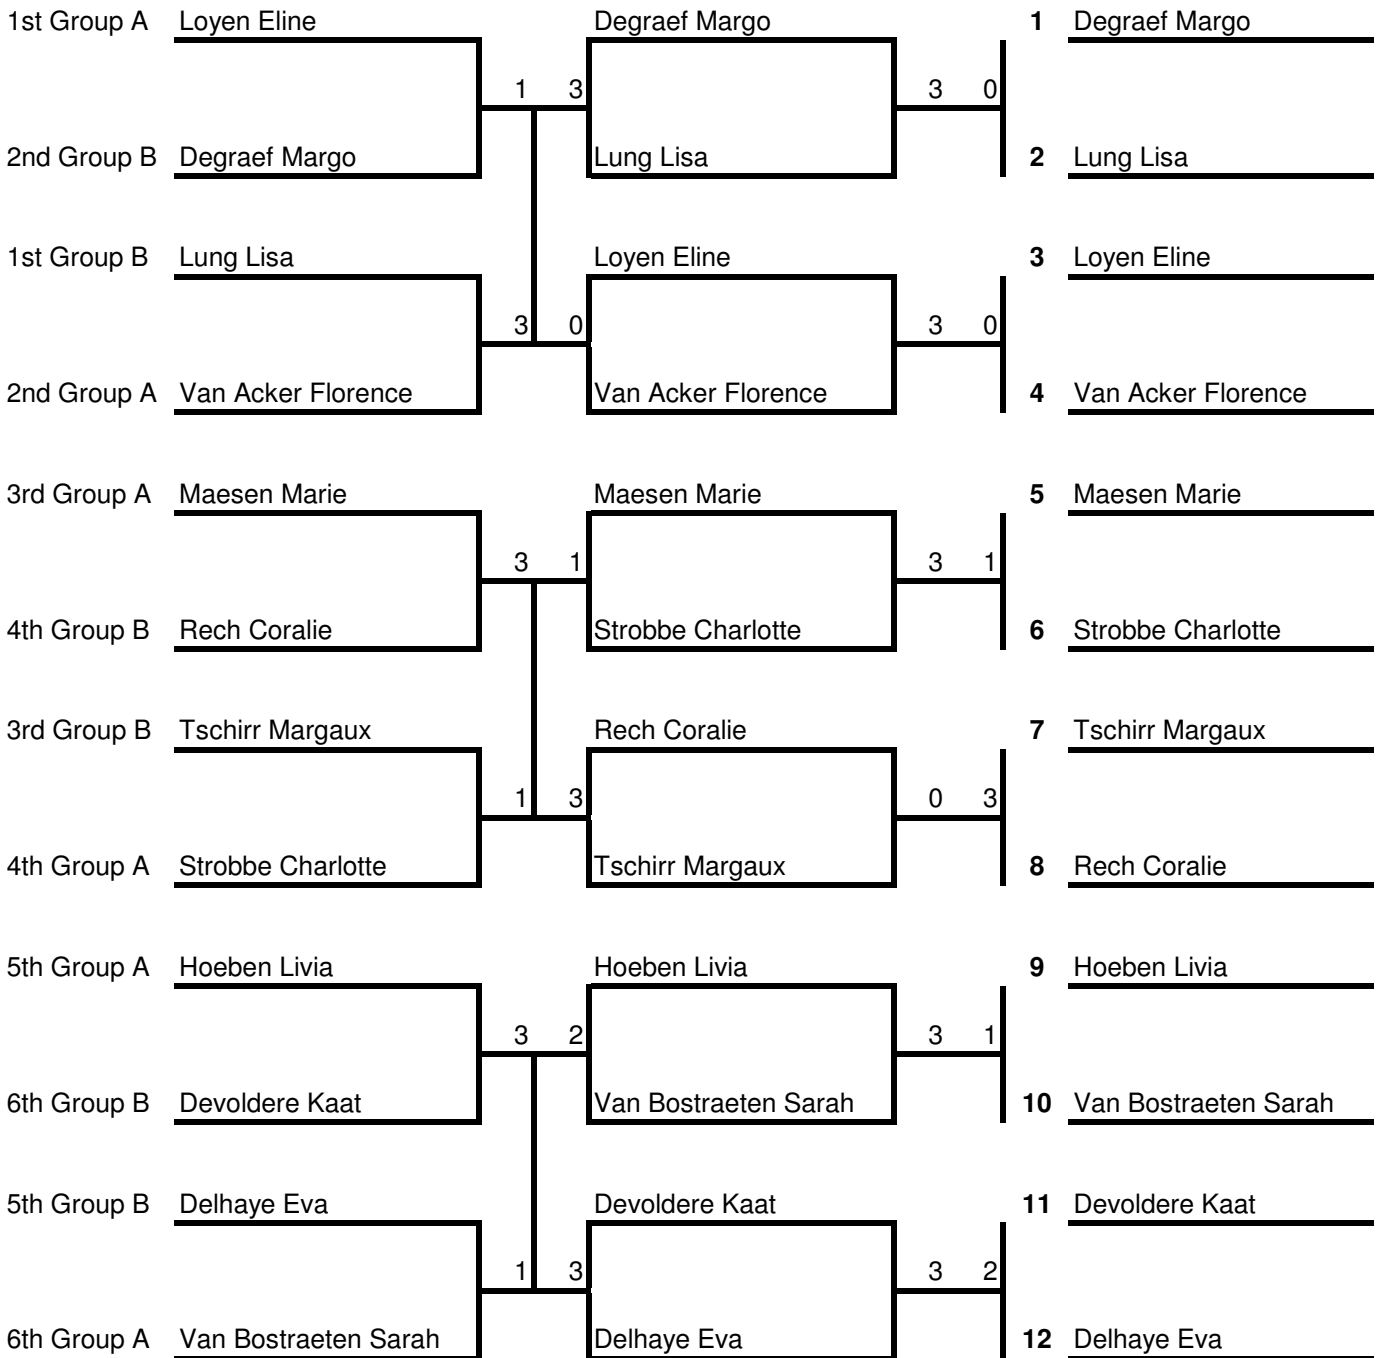 1st Group A Loyen Eline Degraef Margo 1 Degraef Margo
1 3 3 0
2nd Group B Degraef Margo Lung Lisa 2 Lung Lisa
1st Group B Lung Lisa Loyen Eline 3 Loyen Eline
3 0 3 0
2nd Group A Van Acker Florence Van Acker Florence 4 Van Acker Florence
3rd Group A Maesen Marie Maesen Marie 5 Maesen Marie
3 1 3 1
4th Group B Rech Coralie Strobbe Charlotte 6 Strobbe Charlotte
3rd Group B Tschirr Margaux Rech Coralie 7 Tschirr Margaux
1 3 0 3
4th Group A Strobbe Charlotte Tschirr Margaux 8 Rech Coralie
5th Group A Hoeben Livia Hoeben Livia 9 Hoeben Livia
3 2 3 1
6th Group B Devoldere Kaat Van Bostraeten Sarah 10 Van Bostraeten Sarah
5th Group B Delhaye Eva Devoldere Kaat 11 Devoldere Kaat
1 3 3 2
6th Group A Van Bostraeten Sarah Delhaye Eva 12 Delhaye Eva